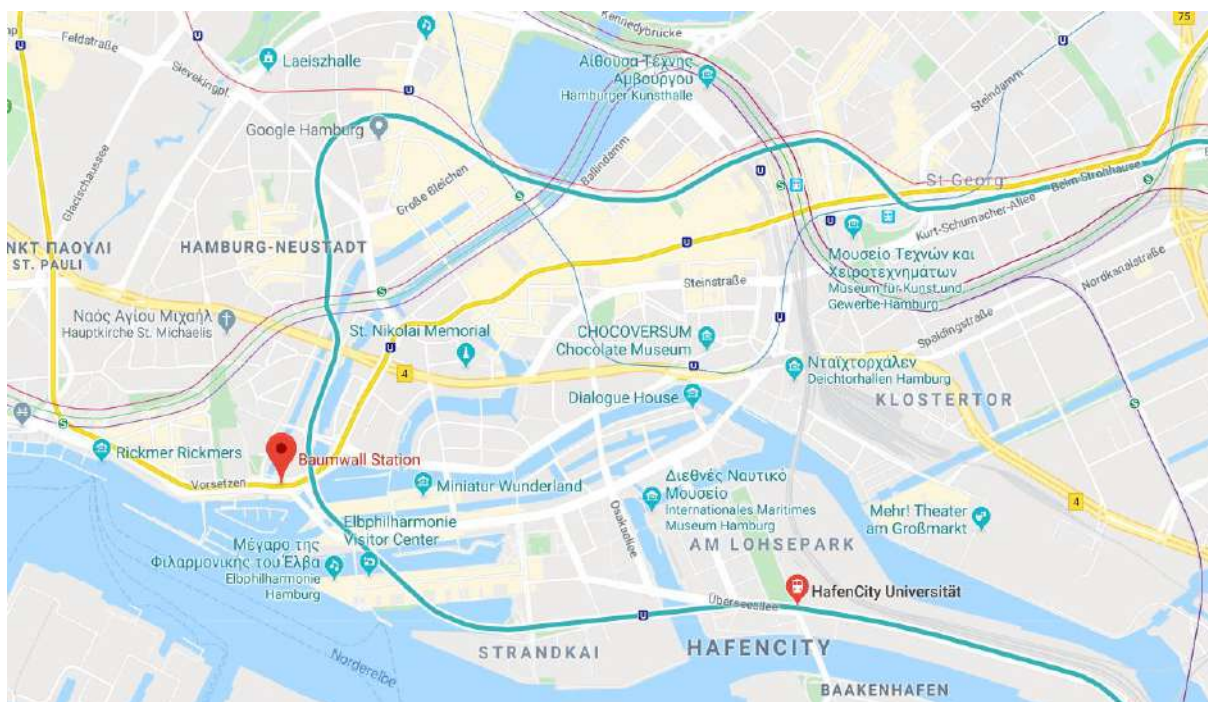 75
Kennedybrücke
Feldstraße
Sievekingpl.
Laeiszhalle
Αίθουσα Τέχνης
Αμβούργου
Hamburger Kunsthalle
Steindamm
Google Hamburg
Glacischaussee
Ballindamm
Große Bleichen
St. Georg
Beim Strohhause
Kurt-Schumacher-Allee
ΝΚΤ ΠΑΟΥΛΙ
ST. PAULI
HAMBURG-NEUSTADT
Steinstraße
Μουσείο Τεχνών και
Χειροτεχνημάτων
Museum für Kunst und
Gewerbe Hamburg
Nordkanalstraße
Spaldingstraße
Ναός Αγίου Μιχαήλ
Hauptkirche St. Michaelis
St. Nikolai Memorial
CHOCOVERSUM
Chocolate Museum
4
Νταϊχτορχάλεν
Deichtorhallen Hamburg
Dialogue House
KLOSTERTOR
Rickmer Rickmers
Baumwall Station
Vorsetzen
Miniatur Wunderland
Διεθνές Ναυτικό
Μουσείο
Internationales Maritimes
Museum Hamburg
Osakaallee
Mehr! Theater
am Großmarkt
4
Elbphilharmonie
Visitor Center
Μέγαρο της
Φιλαρμονικής του Έλβα
Elbphilharmonie
Hamburg
AM LOHSEPARK
Überseeallee
HafenCity Universität
HAFENCITY
STRANDKAI
Norderelbe
BAAKENHAFEN